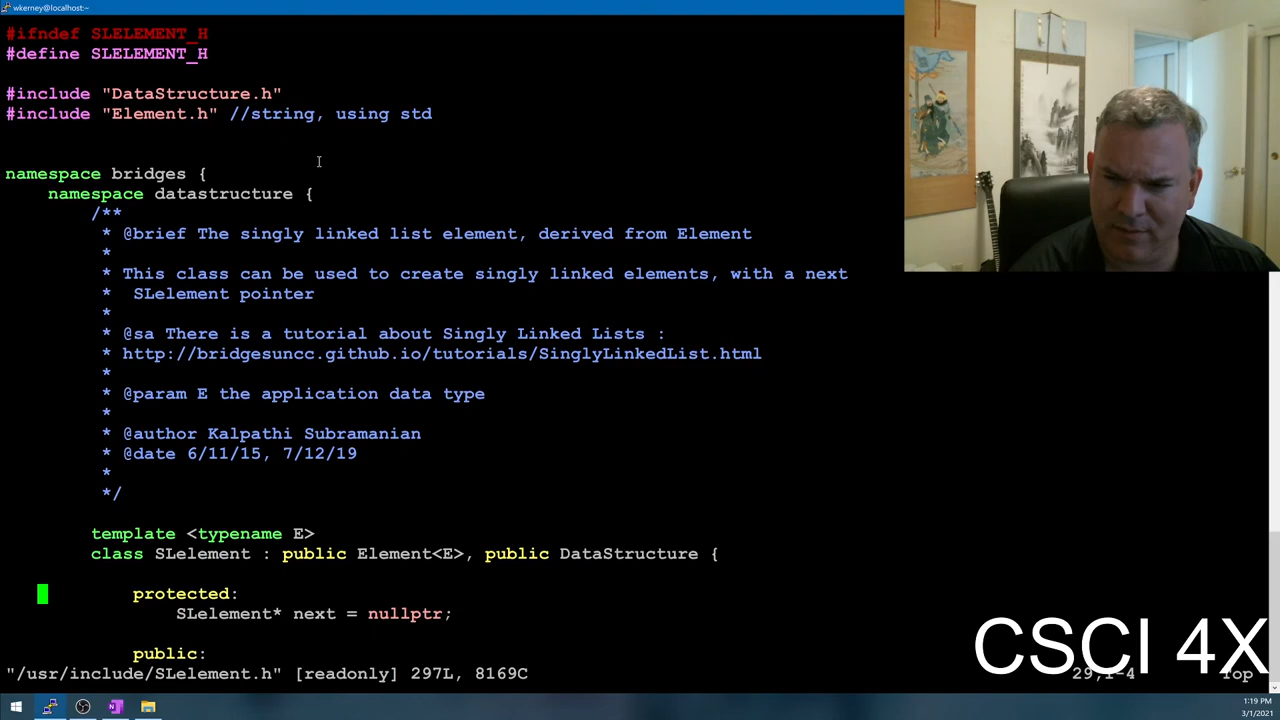 wkerney@localhost:~
#ifndef SLELEMENT_H
#define SLELEMENT_H
#include "DataStructure.h"
#include "Element.h" //string, using std
namespace bridges {
namespace datastructure {
/**
* @brief The singly linked list element, derived from Element
*
* This class can be used to create singly linked elements, with a next
* SLelement pointer
*
* @sa There is a tutorial about Singly Linked Lists :
* http://bridgesuncc.github.io/tutorials/SinglyLinkedList.html
*
* @param E the application data type
*
* @author Kalpathi Subramanian
* @date 6/11/15, 7/12/19
*
*/
template <typename E>
class SLelement : public Element<E>, public DataStructure {
protected:
SLelement* next = nullptr;
public:
"/usr/include/SLelement.h" [readonly] 297L, 8169C
29,1-4 Top
CSCI 4X
1:19 PM
3/1/2021